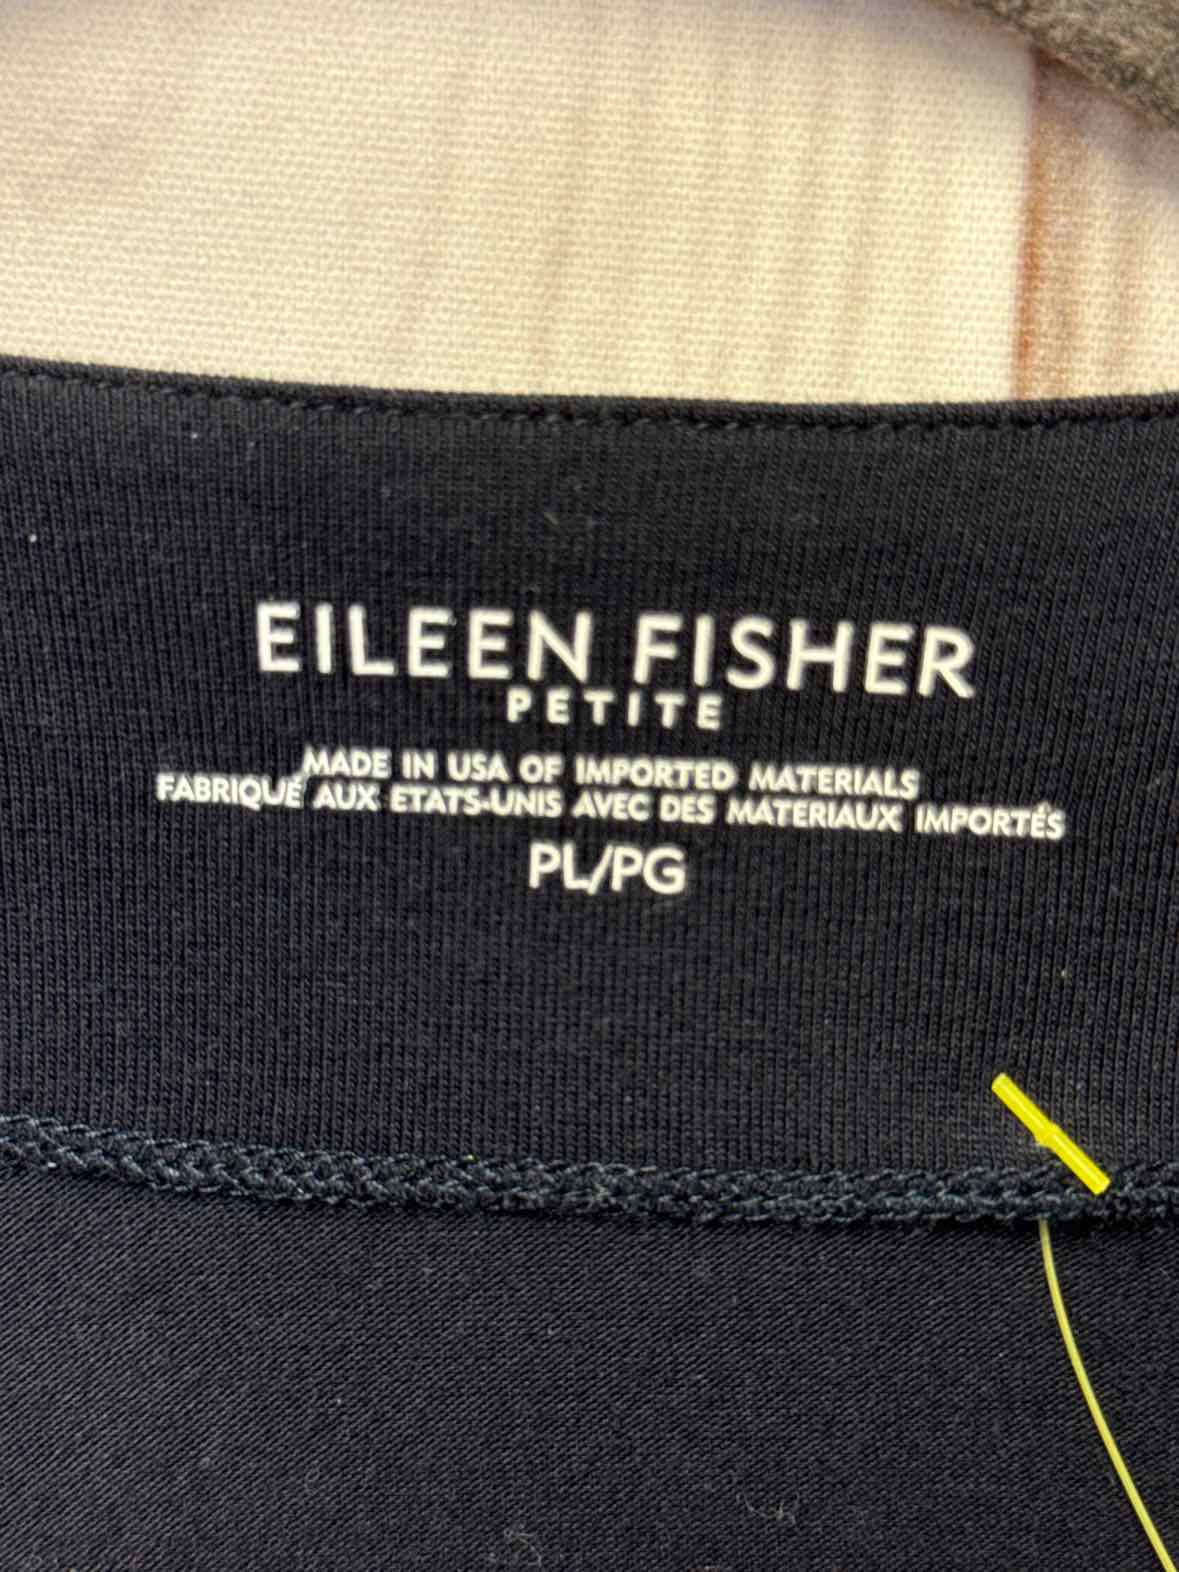 EILEEN FISHER
PETITE
MADE IN USA OF IMPORTED MATERIALS
FABRIQUÉ AUX ETATS-UNIS AVEC DES MATERIAUX IMPORTÉS
PL/PG